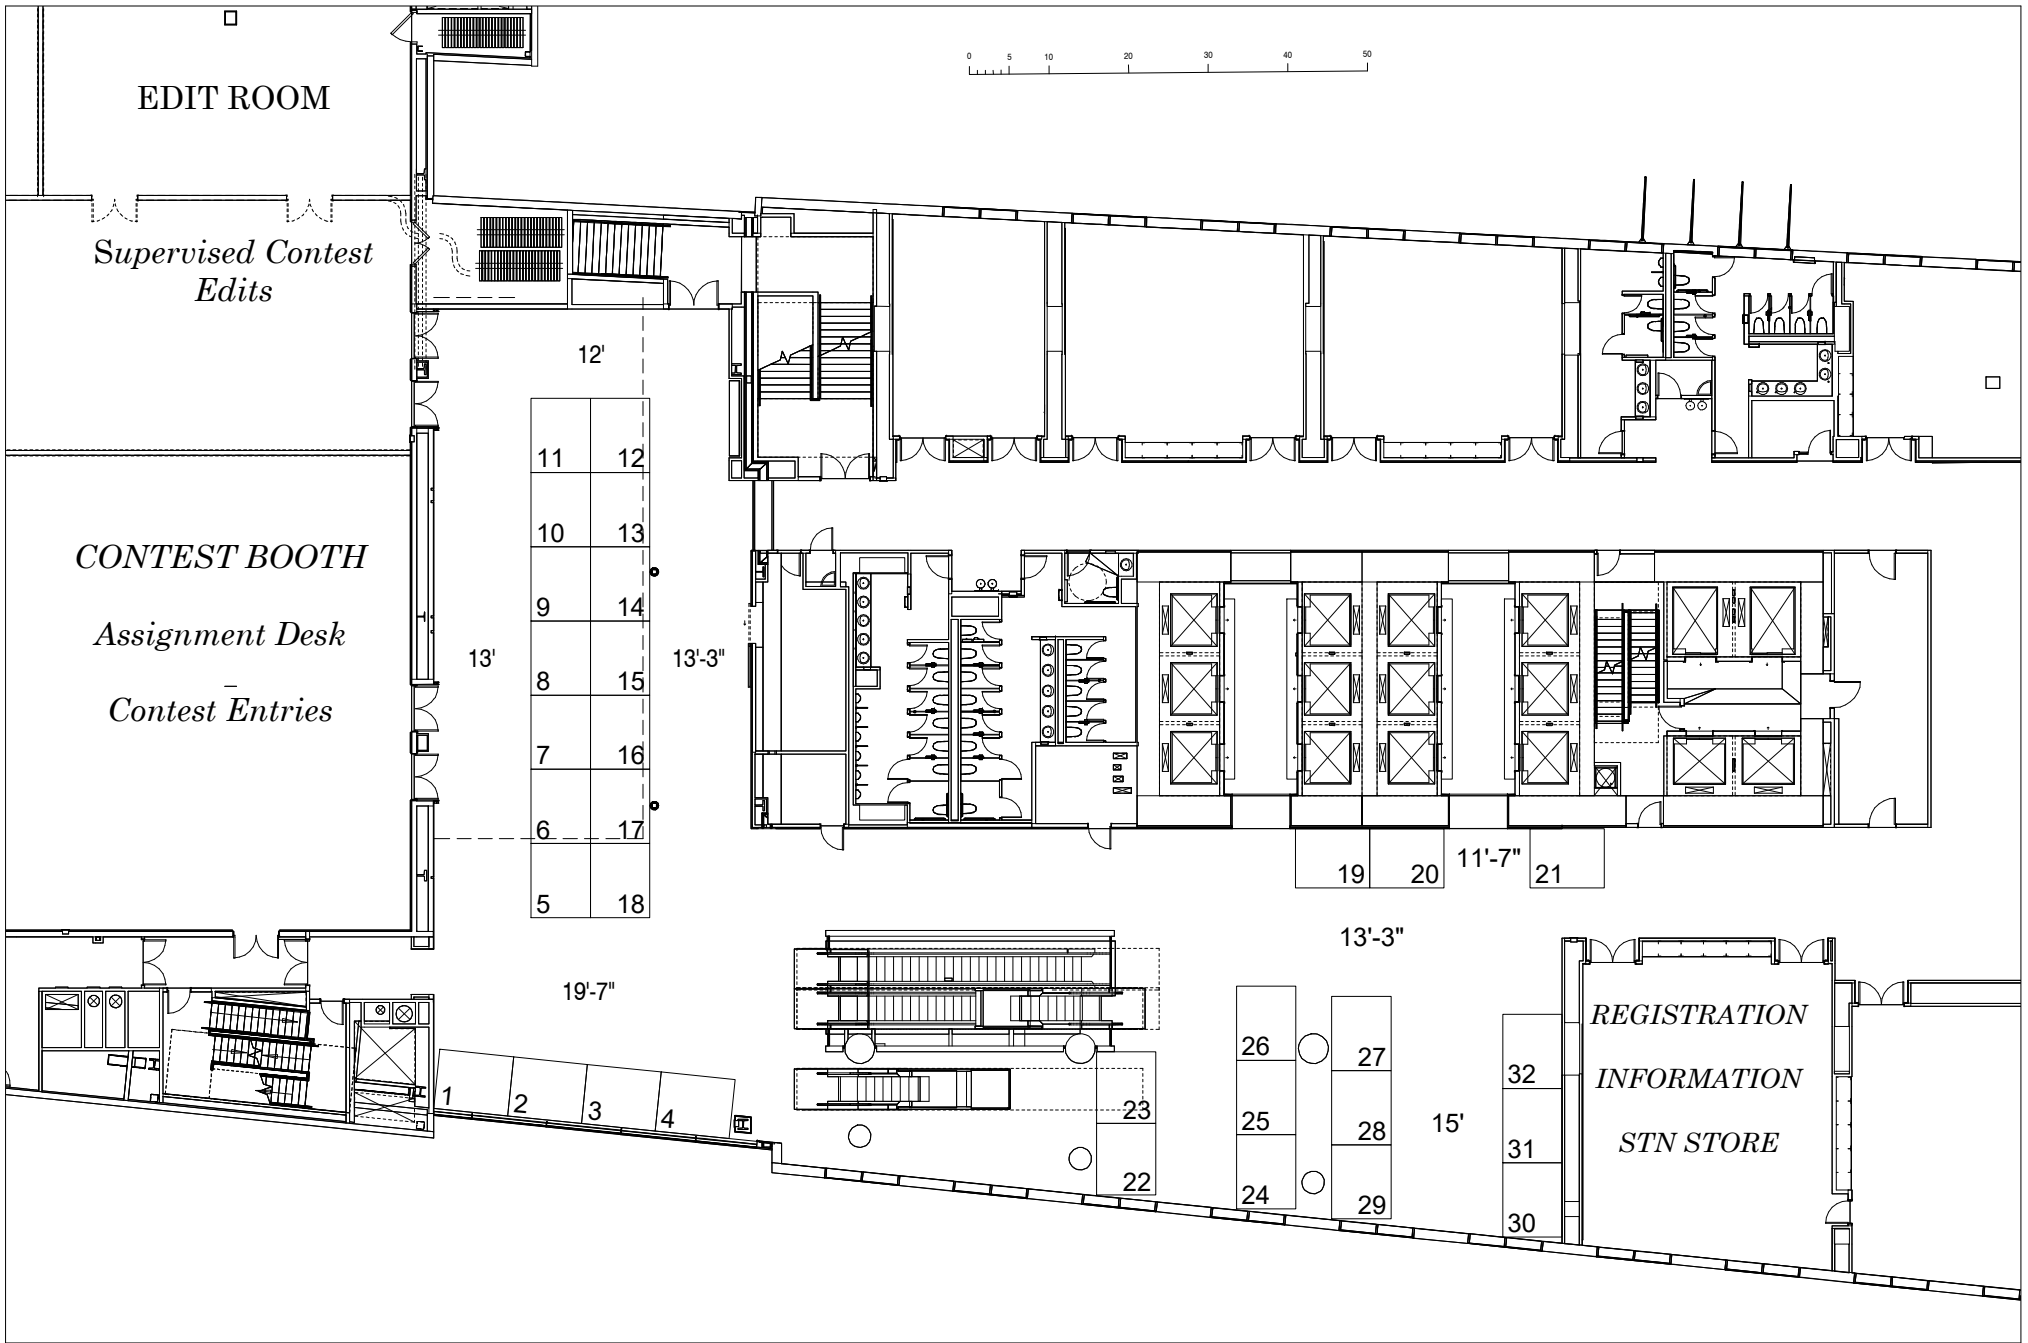 0 5 10 20 30 40 50
EDIT ROOM
Supervised Contest
Edits
12'
11 12
10 13
CONTEST BOOTH
9 14
Assignment Desk
13' 13'-3"
8 15
–
Contest Entries
7 16
6 17
19 20 11'-7" 21
5 18
13'-3"
19'-7"
REGISTRATION
26 27
32
INFORMATION
1 2 3 4
23
25 28 15'
31
STN STORE
22
24 29
30